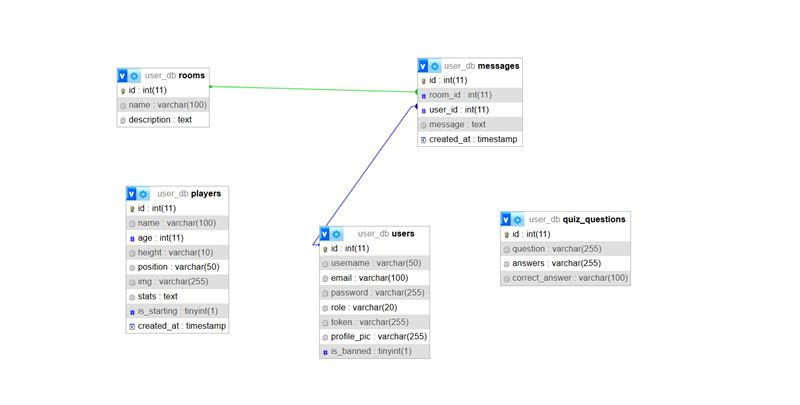 user_db rooms
id : int(11)
name : varchar(100)
description : text
user_db messages
id : int(11)
room_id : int(11)
user_id : int(11)
message : text
created_at : timestamp
user_db players
id : int(11)
name : varchar(100)
age : int(11)
height : varchar(10)
position : varchar(50)
img : varchar(255)
stats : text
is_starting : tinyint(1)
created_at : timestamp
user_db users
id : int(11)
username : varchar(50)
email : varchar(100)
password : varchar(255)
role : varchar(20)
token : varchar(255)
profile_pic : varchar(255)
is_banned : tinyint(1)
user_db quiz_questions
id : int(11)
question : varchar(255)
answers : varchar(255)
correct_answer : varchar(100)